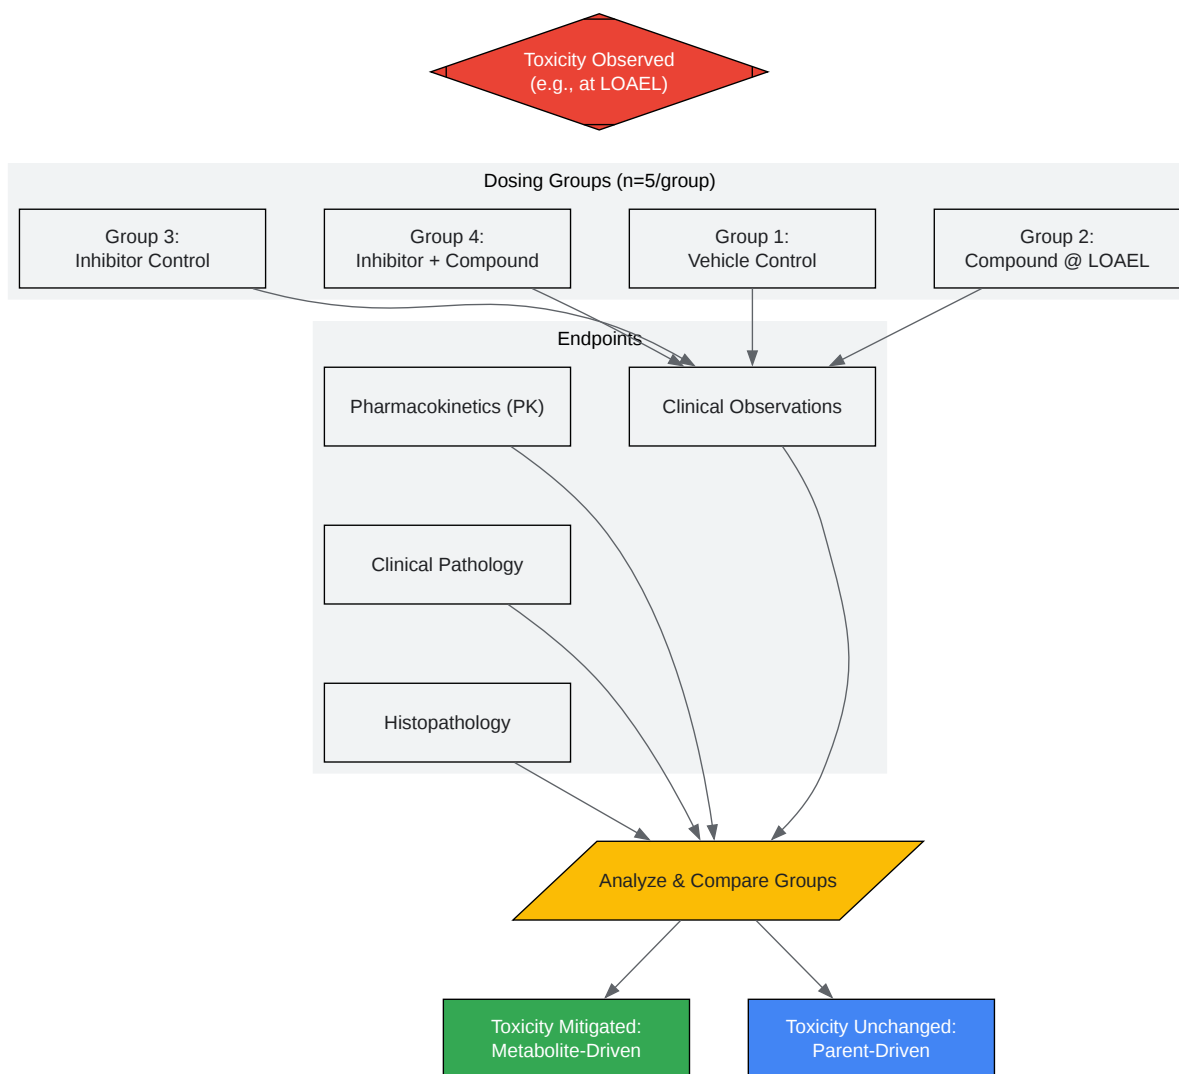 Toxicity Observed
(e.g., at LOAEL)
Dosing Groups (n=5/group)
Group 3:
Inhibitor Control
Group 4:
Inhibitor + Compound
Group 1:
Vehicle Control
Group 2:
Compound @ LOAEL
Endpoints
Pharmacokinetics (PK)
Clinical Observations
Clinical Pathology
Histopathology
Analyze & Compare Groups
Toxicity Mitigated:
Metabolite-Driven
Toxicity Unchanged:
Parent-Driven